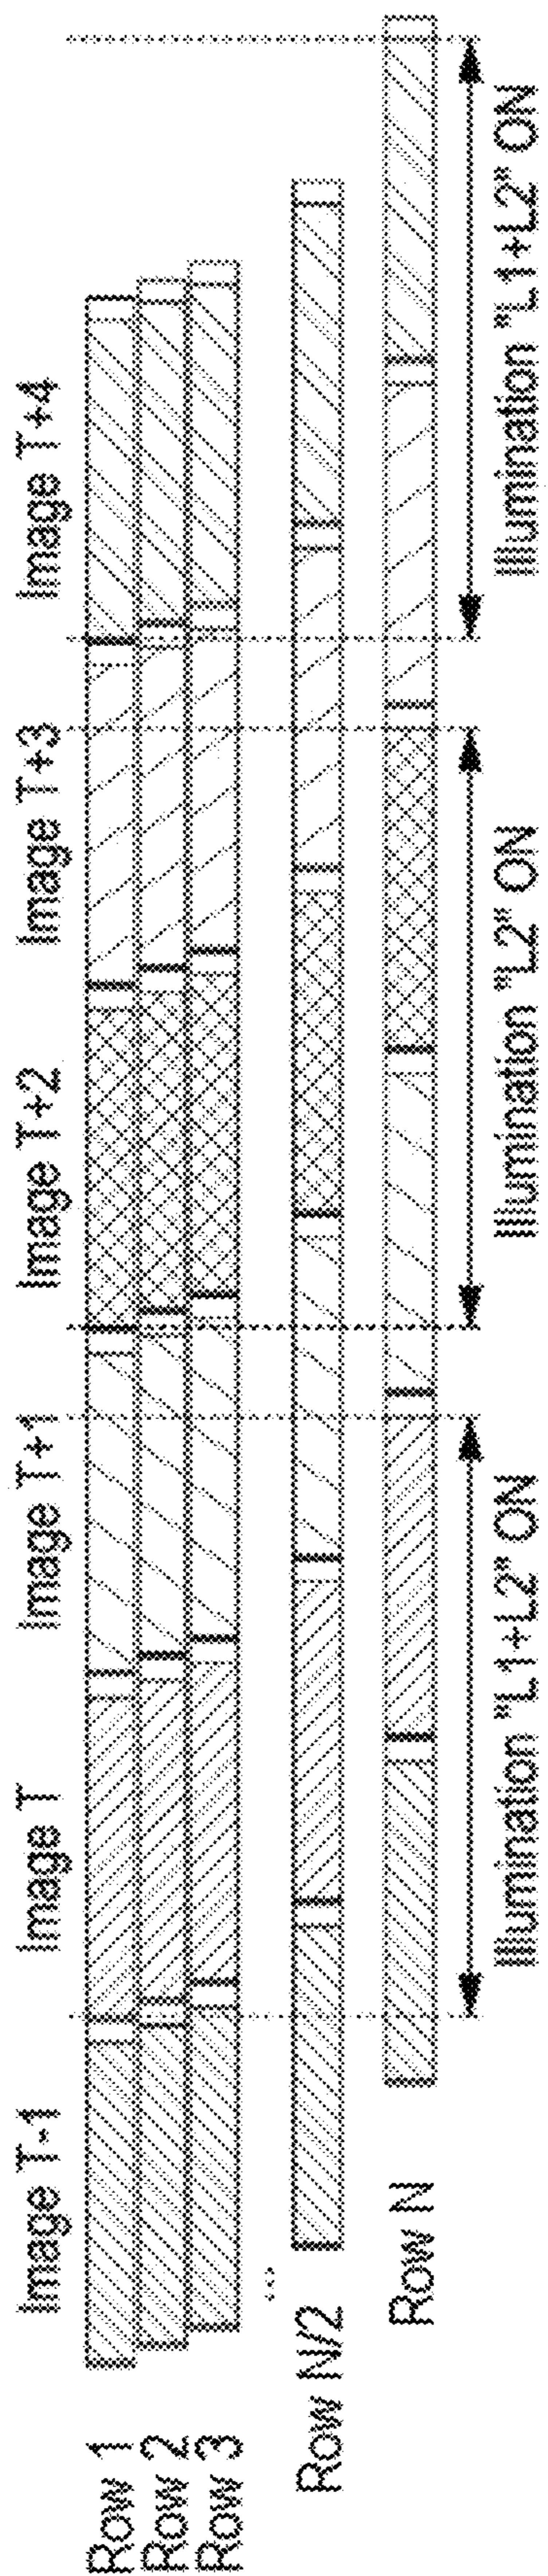 Image T-1
Image T
Image T+1
Image T+2
Image T+3
Image T+4
Row 1
Row 2
Row 3
...
Row N/2
Row N
Illumination "L1+L2" ON
Illumination "L2" ON
Illumination "L1+L2" ON